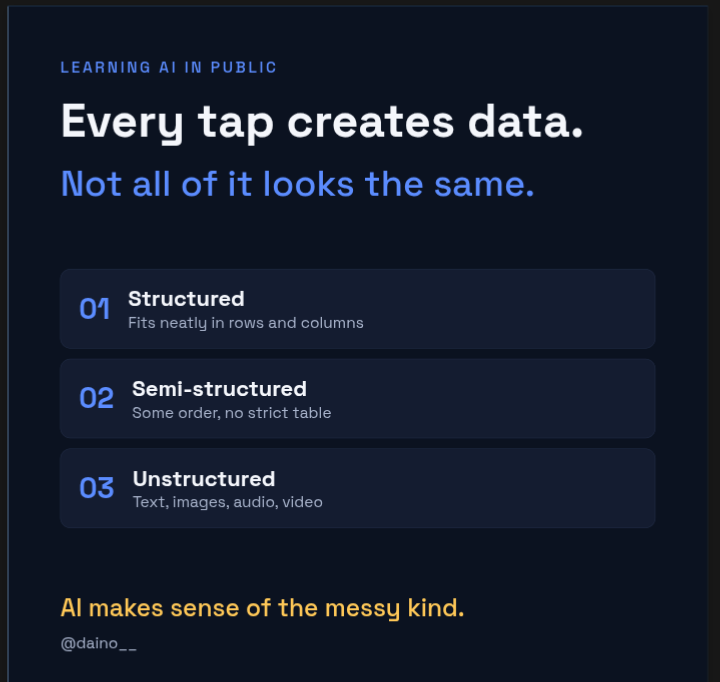 LEARNING AI IN PUBLIC
Every tap creates data.
Not all of it looks the same.
01
Structured
Fits neatly in rows and columns
02
Semi-structured
Some order, no strict table
03
Unstructured
Text, images, audio, video
AI makes sense of the messy kind.
@daino__